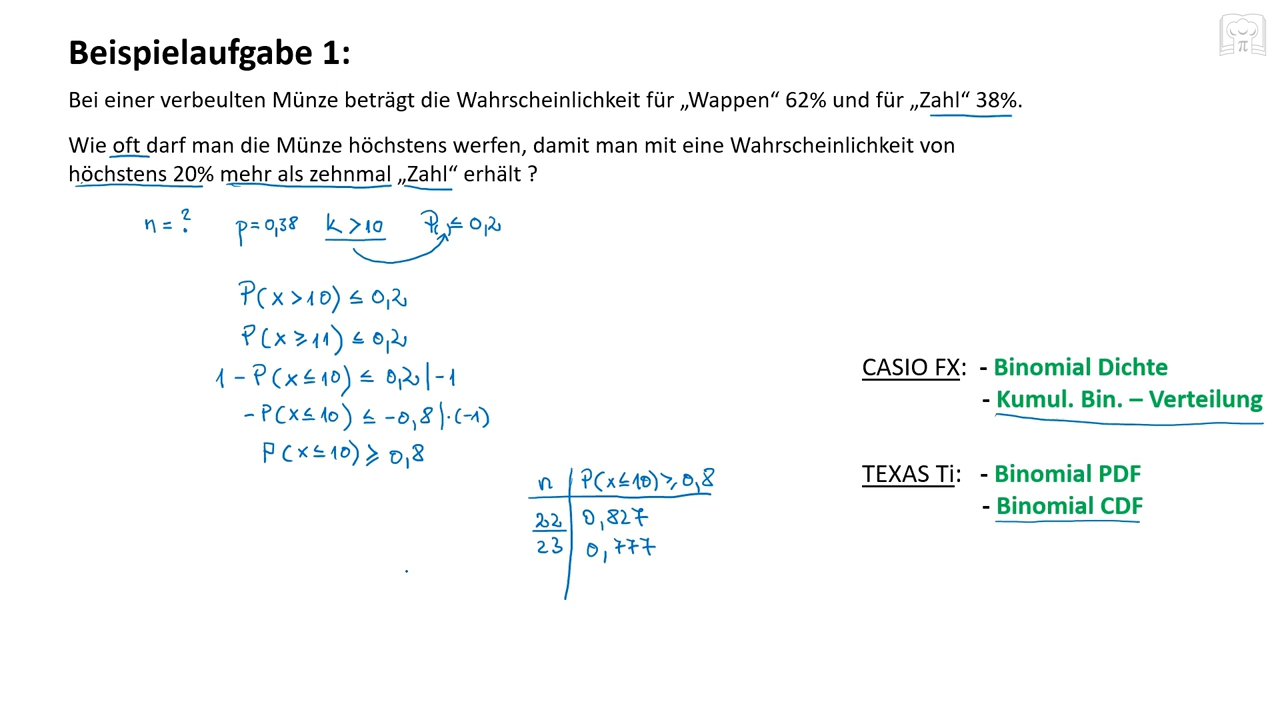 Beispielaufgabe 1:
Bei einer verbeulten Münze beträgt die Wahrscheinlichkeit für „Wappen“ 62% und für „Zahl“ 38%.
Wie oft darf man die Münze höchstens werfen, damit man mit eine Wahrscheinlichkeit von
höchstens 20% mehr als zehnmal „Zahl“ erhält ?
n = ? p = 0,38 k > 10 P ≤ 0,2
P(x > 10) ≤ 0,2
P(x ≥ 11) ≤ 0,2
1 - P(x ≤ 10) ≤ 0,2 | -1
- P(x ≤ 10) ≤ -0,8 | ·(-1)
P(x ≤ 10) ≥ 0,8
n | P(x ≤ 10) ≥ 0,8
22 | 0,827
23 | 0,777
CASIO FX: - Binomial Dichte
- Kumul. Bin. – Verteilung
TEXAS Ti: - Binomial PDF
- Binomial CDF
π